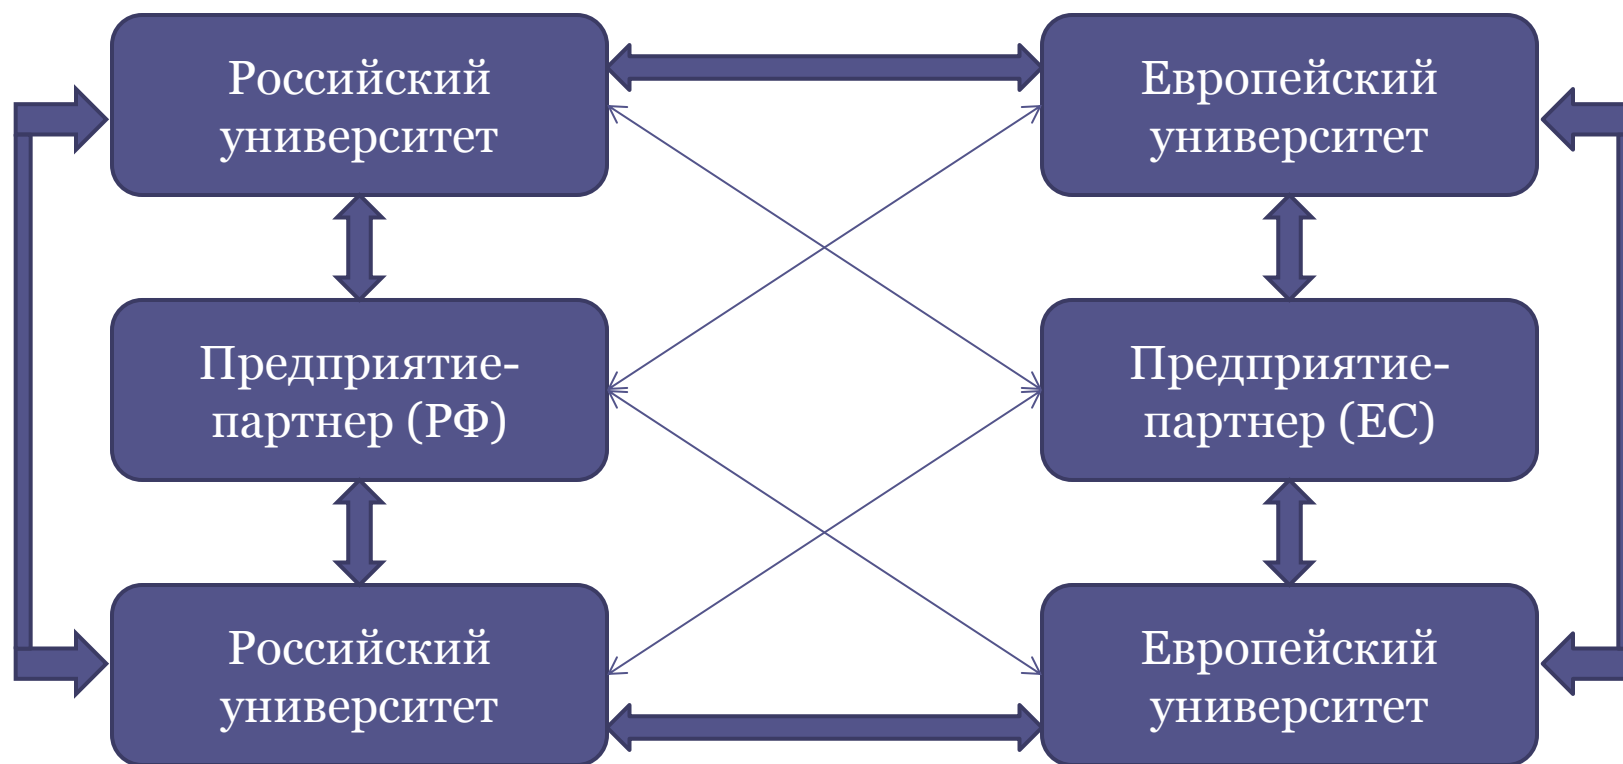 Российский
университет
Европейский
университет
Предприятие-
партнер (РФ)
Предприятие-
партнер (ЕС)
Российский
университет
Европейский
университет